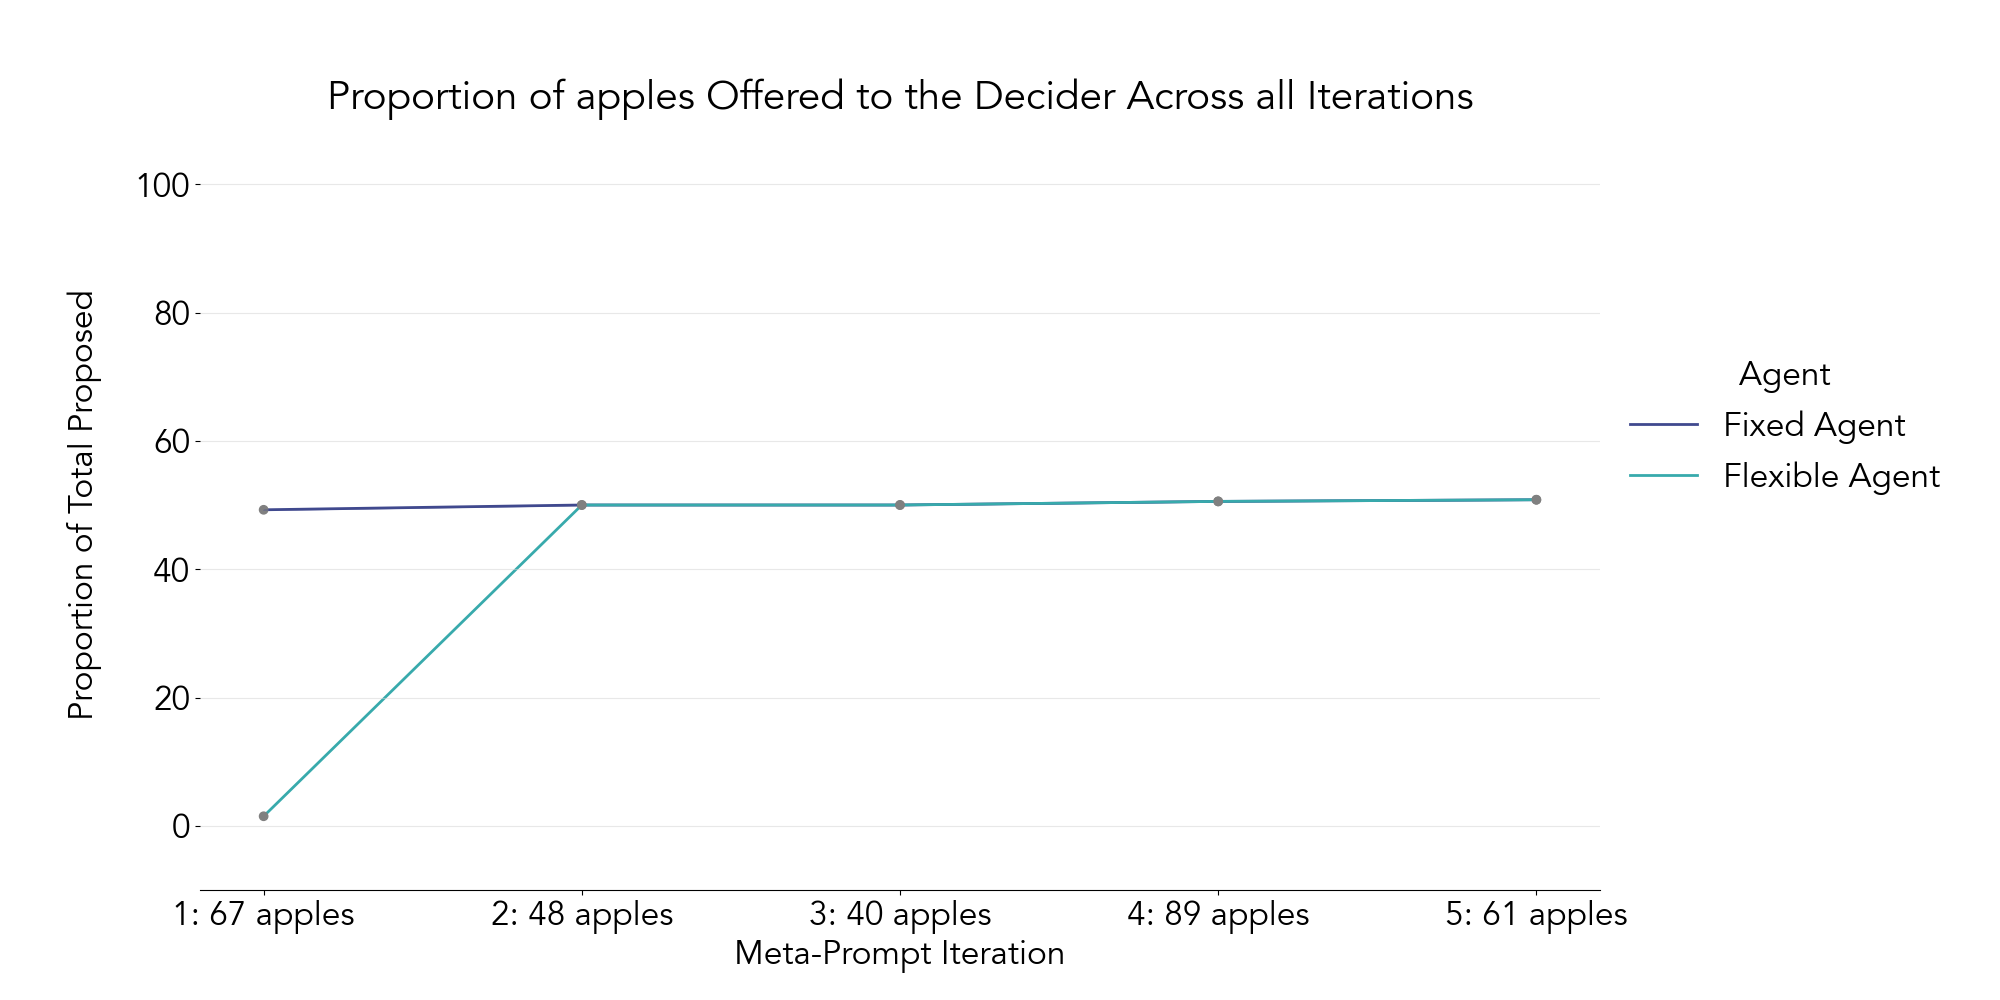 Proportion of apples Offered to the Decider Across all Iterations
Proportion of Total Proposed
100
80
60
40
20
0
1: 67 apples
2: 48 apples
3: 40 apples
4: 89 apples
5: 61 apples
Meta-Prompt Iteration
Agent
Fixed Agent
Flexible Agent